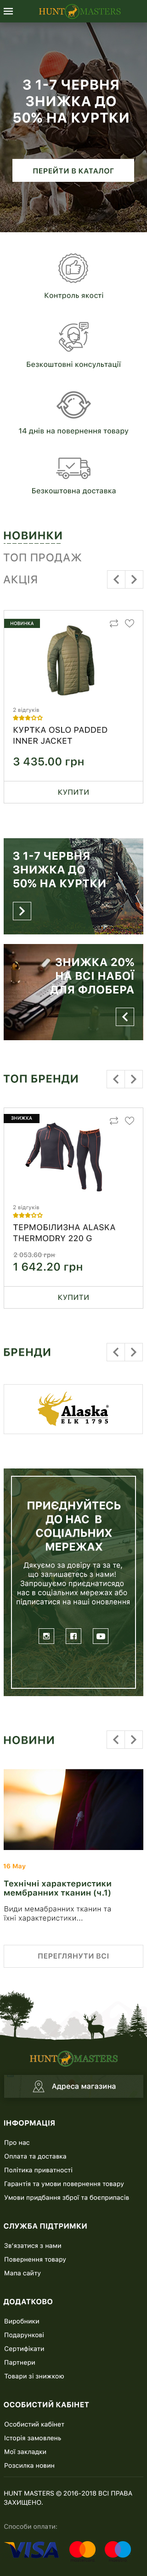 HUNT MASTERS
З 1-7 ЧЕРВНЯ
ЗНИЖКА ДО
50% НА КУРТКИ
ПЕРЕЙТИ В КАТАЛОГ
Контроль якості
Безкоштовні консультації
14 днів на повернення товару
Безкоштовна доставка
НОВИНКИ
ТОП ПРОДАЖ
АКЦІЯ
НОВИНКА
2 відгуків
КУРТКА OSLO PADDED
INNER JACKET
3 435.00 грн
КУПИТИ
З 1-7 ЧЕРВНЯ
ЗНИЖКА ДО
50% НА КУРТКИ
ЗНИЖКА 20%
НА ВСІ НАБОЇ
ДЛЯ ФЛОБЕРА
ТОП БРЕНДИ
ЗНИЖКА
2 відгуків
ТЕРМОБІЛИЗНА ALASKA
THERMODRY 220 G
2 053.60 грн
1 642.20 грн
КУПИТИ
БРЕНДИ
Alaska
ELK 1795
ПРИЄДНУЙТЕСЬ
ДО НАС В
СОЦІАЛЬНИХ
МЕРЕЖАХ
Дякуємо за довіру та за те,
що залишаєтесь з нами!
Запрошуємо приєднатисядо
нас в соціальних мережах або
підписатися на наші оновлення
НОВИНИ
16 May
Технічні характеристики
мембранних тканин (ч.1)
Види мембранних тканин та
їхні характеристики...
ПЕРЕГЛЯНУТИ ВСІ
HUNT MASTERS
Адреса магазина
ІНФОРМАЦІЯ
Про нас
Оплата та доставка
Політика приватності
Гарантія та умови повернення товару
Умови придбання зброї та боєприпасів
СЛУЖБА ПІДТРИМКИ
Зв'язатися з нами
Повернення товару
Мапа сайту
ДОДАТКОВО
Виробники
Подарункові
Сертифікати
Партнери
Товари зі знижкою
ОСОБИСТИЙ КАБІНЕТ
Особистий кабінет
Історія замовлень
Мої закладки
Розсилка новин
HUNT MASTERS © 2016-2018 ВСІ ПРАВА
ЗАХИЩЕНО.
Способи оплати:
VISA